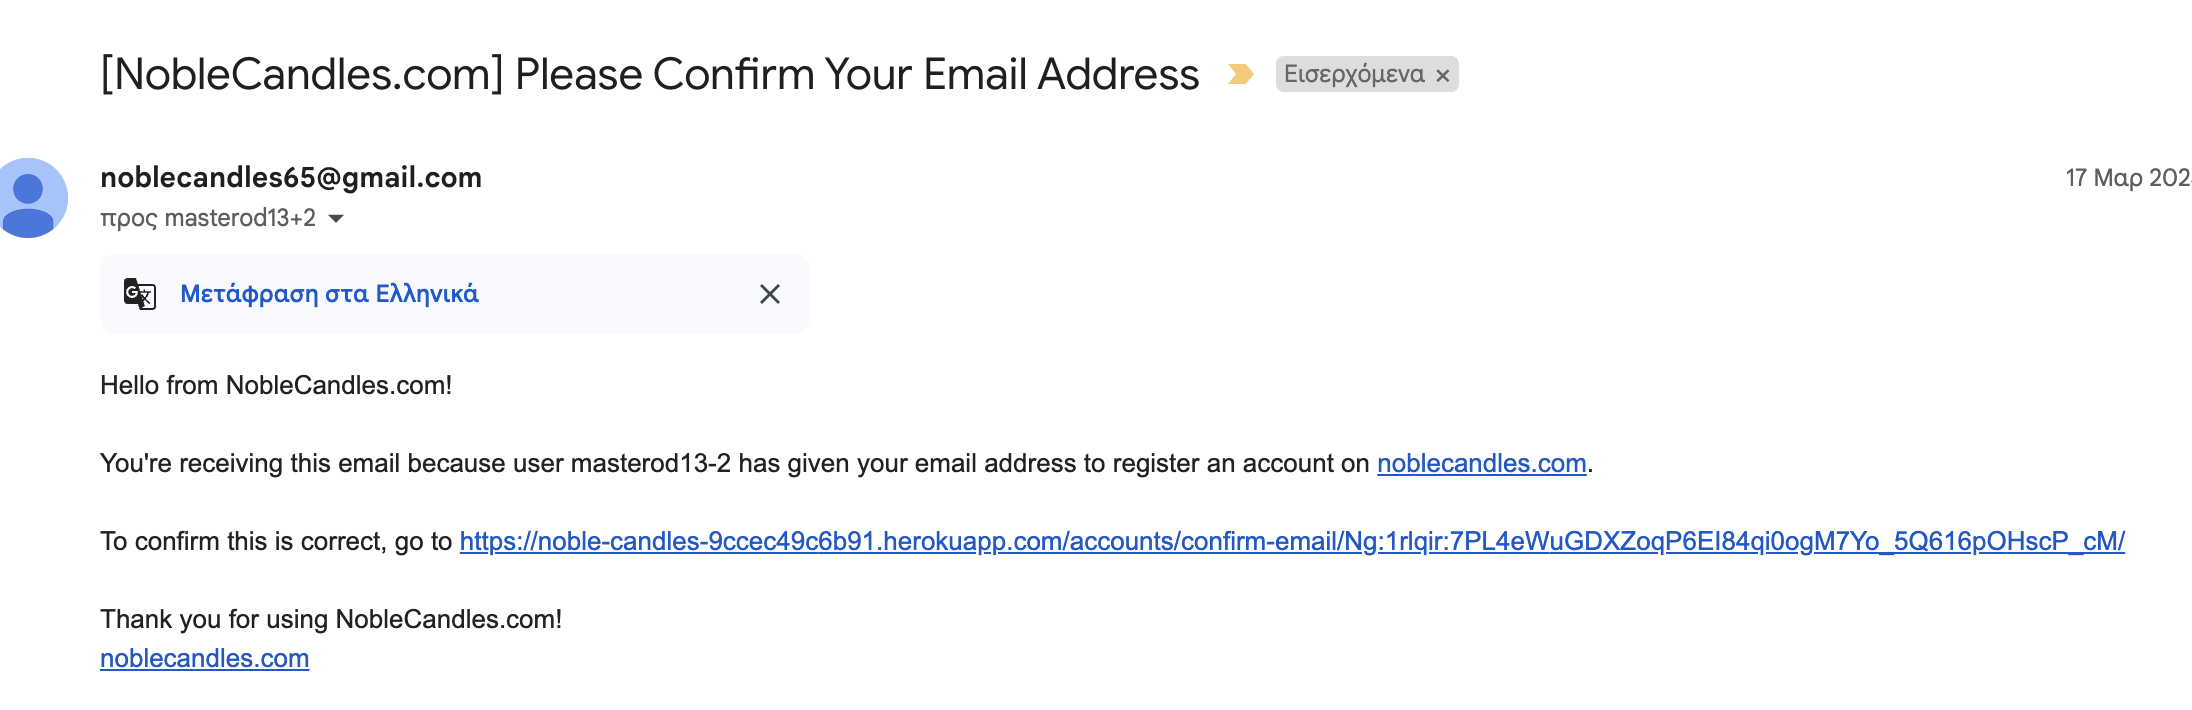 [NobleCandles.com] Please Confirm Your Email Address Εισερχόμενα ×
noblecandles65@gmail.com 17 Μαρ 202
προς masterod13+2
Μετάφραση στα Ελληνικά
Hello from NobleCandles.com!
You're receiving this email because user masterod13-2 has given your email address to register an account on noblecandles.com.
To confirm this is correct, go to https://noble-candles-9ccec49c6b91.herokuapp.com/accounts/confirm-email/Ng:1rlqir:7PL4eWuGDXZoqP6EI84qi0ogM7Yo_5Q616pOHscP_cM/
Thank you for using NobleCandles.com!
noblecandles.com